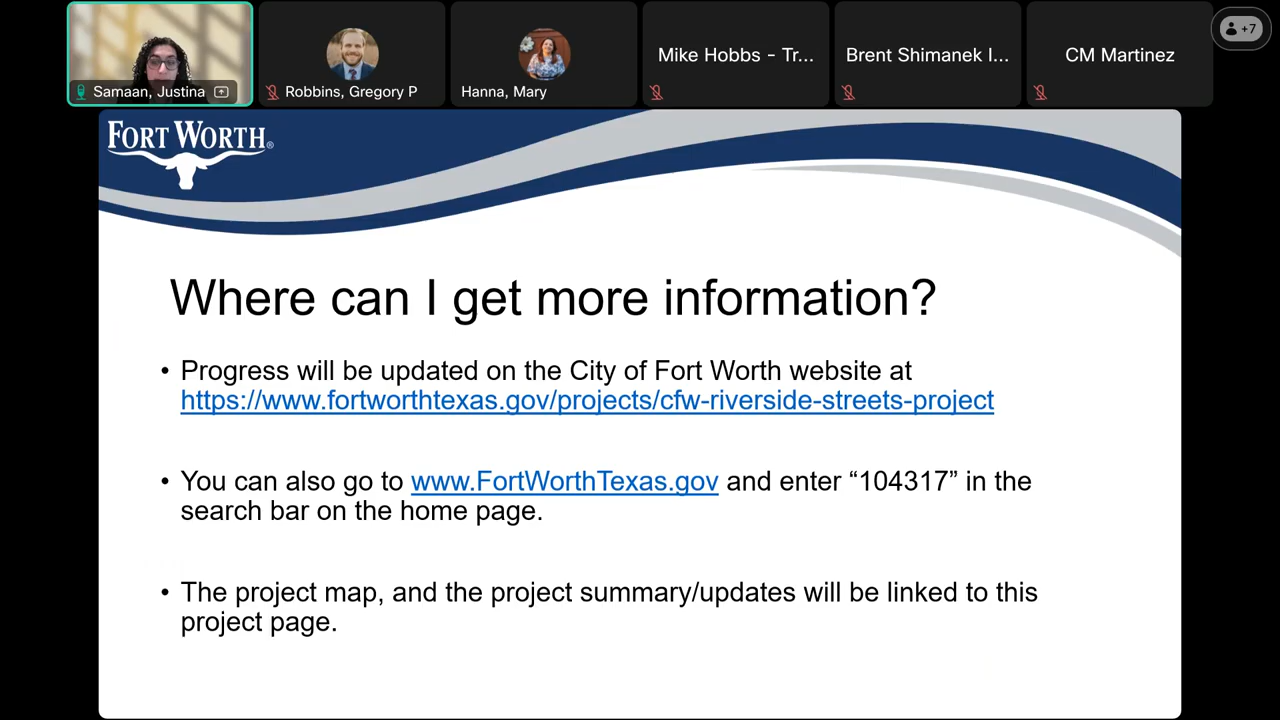 Samaan, Justina
Robbins, Gregory P
Hanna, Mary
Mike Hobbs - Tr...
Brent Shimanek I...
CM Martinez
+7
FORT WORTH®
Where can I get more information?
• Progress will be updated on the City of Fort Worth website at
https://www.fortworthtexas.gov/projects/cfw-riverside-streets-project
• You can also go to www.FortWorthTexas.gov and enter “104317” in the
search bar on the home page.
• The project map, and the project summary/updates will be linked to this
project page.